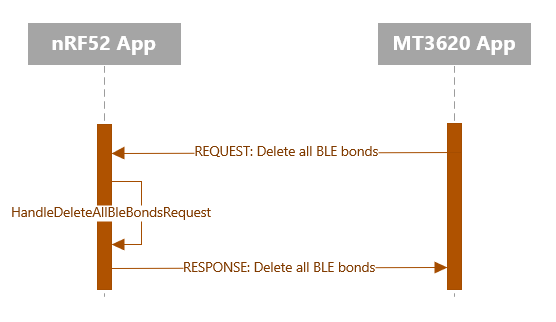 nRF52 App
MT3620 App
REQUEST: Delete all BLE bonds
HandleDeleteAllBleBondsRequest
RESPONSE: Delete all BLE bonds